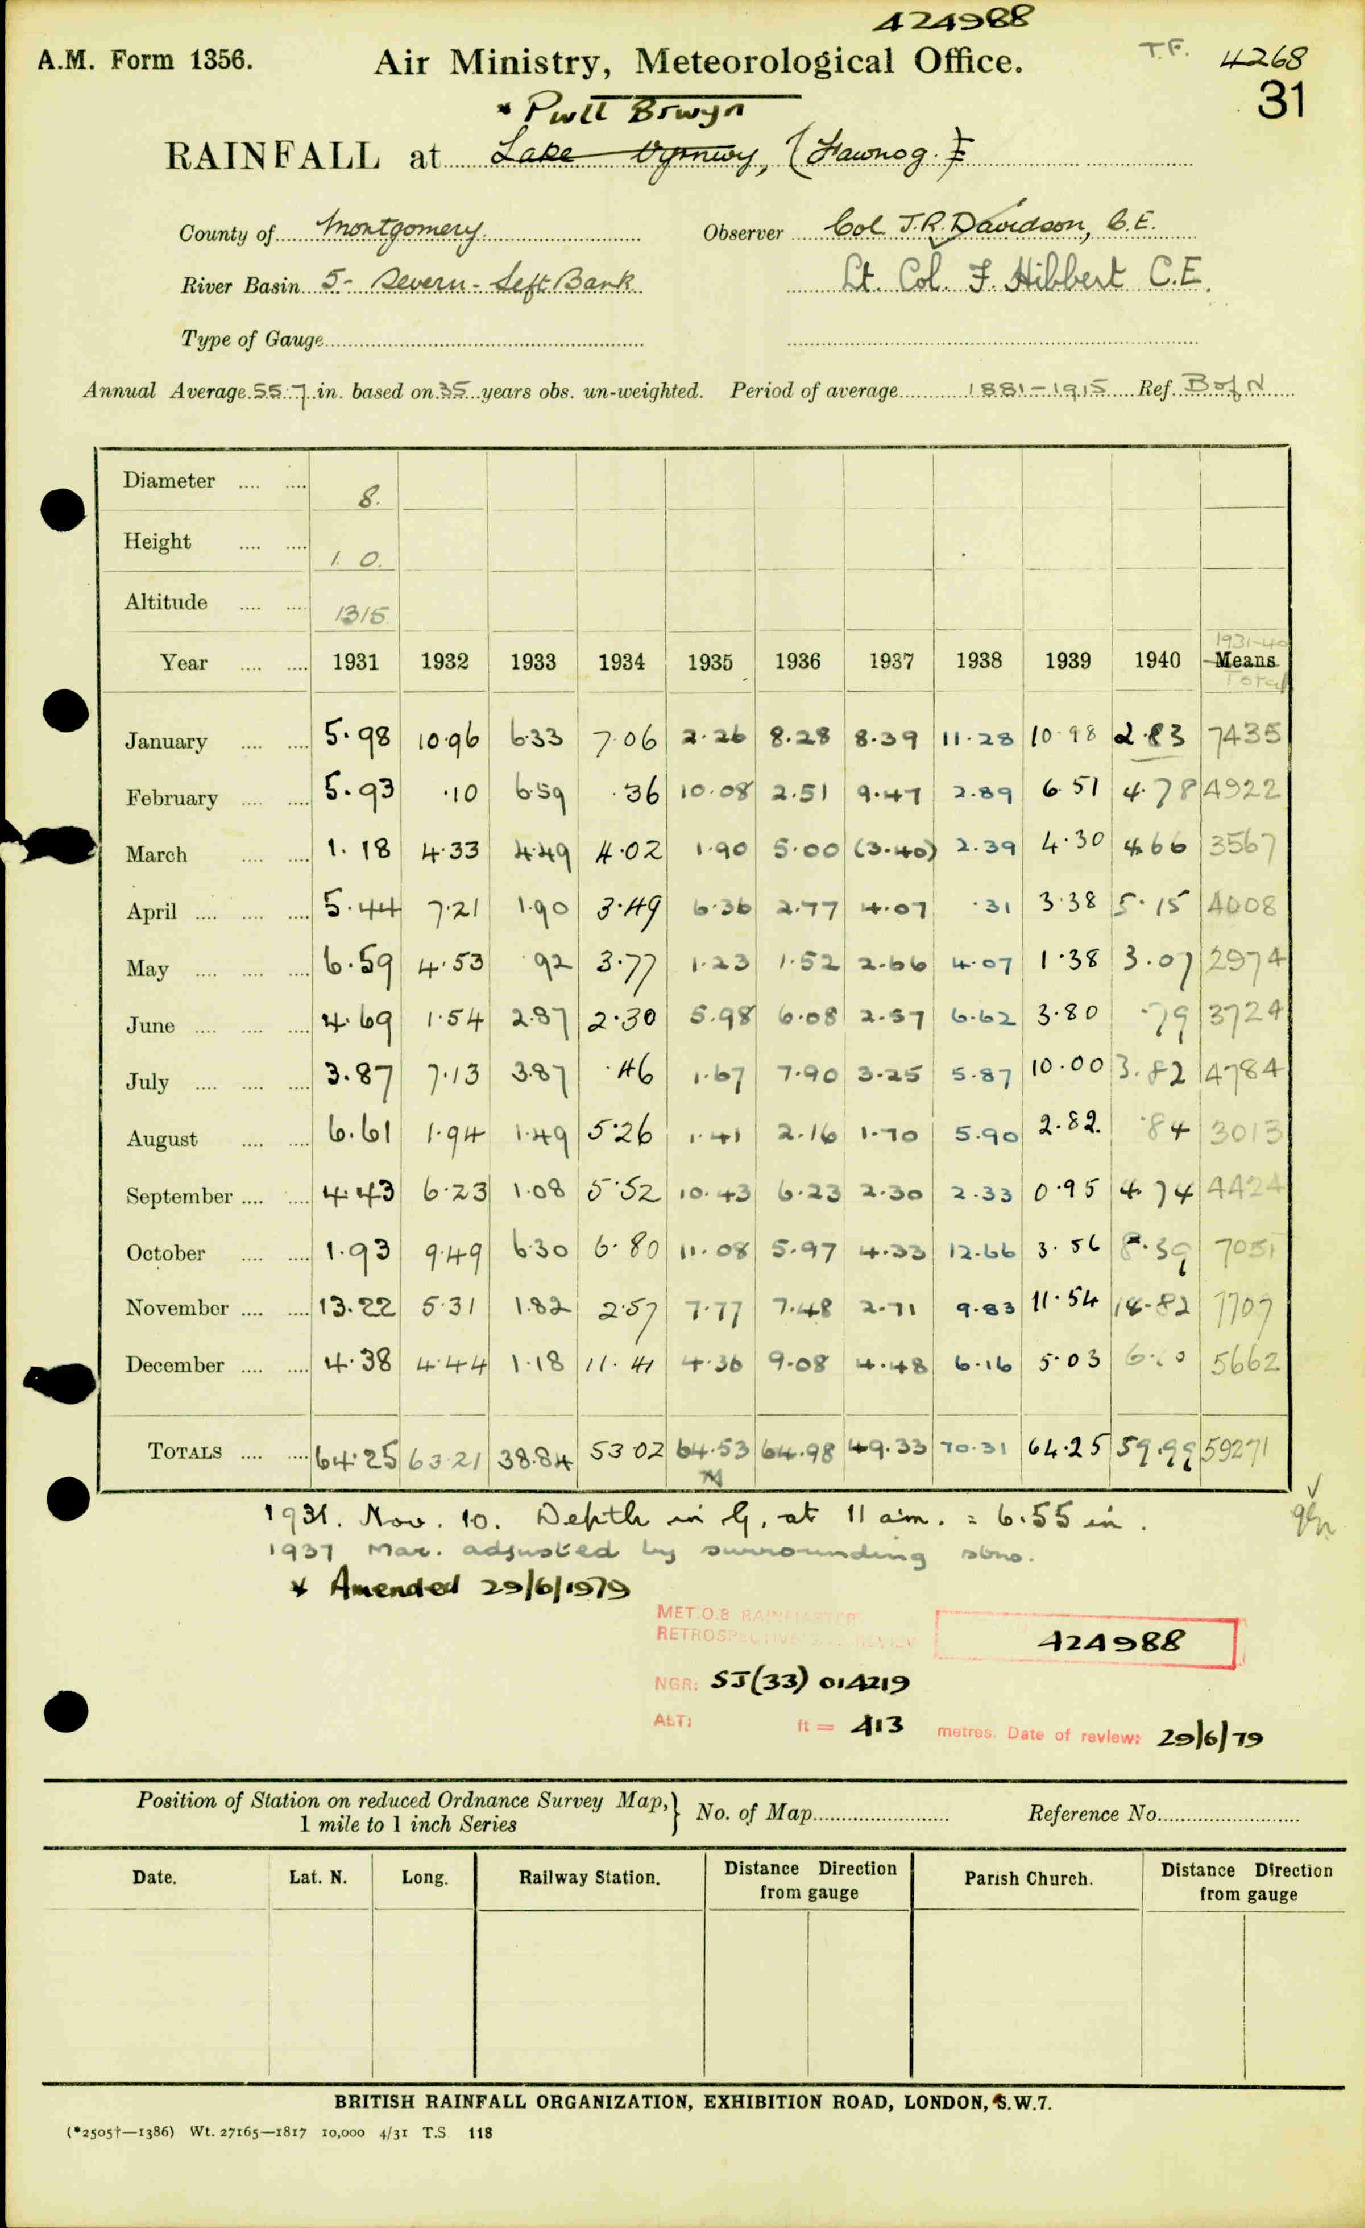 424988
A.M. Form 1356. Air Ministry, Meteorological Office. T.F. 4268
31
* Pwll Brwyn
RAINFALL at Lake Vyrnwy, (Fawnog.)
County of Montgomery. Observer Col J.R. Davidson, C.E.
River Basin 5- Severn - Left Bank Lt. Col. F. Hibbert C.E.
Type of Gauge
Annual Average 55.7 in. based on 35 years obs. un-weighted. Period of average 1881-1915 Ref. B of N
Diameter 8.
Height 1. 0.
Altitude 1315
1931-40
Year 1931 1932 1933 1934 1935 1936 1937 1938 1939 1940 Means
Total
January 5.98 10.96 6.33 7.06 2.26 8.28 8.39 11.28 10.98 2.83 7435
February 5.93 .10 6.59 .36 10.08 2.51 9.47 2.89 6.51 4.78 4922
March 1.18 4.33 4.49 4.02 1.90 5.00 (3.40) 2.39 4.30 4.66 3567
April 5.44 7.21 1.90 3.49 6.36 2.77 4.07 .31 3.38 5.15 4008
May 6.59 4.53 .92 3.77 1.23 1.52 2.66 4.07 1.38 3.07 2974
June 4.69 1.54 2.87 2.30 5.98 6.08 2.57 6.62 3.80 .79 3724
July 3.87 7.13 3.87 .46 1.67 7.90 3.25 5.87 10.00 3.82 4784
August 6.61 1.94 1.49 5.26 1.41 2.16 1.70 5.90 2.82. .84 3013
September 4.43 6.23 1.08 5.52 10.43 6.23 2.30 2.33 0.95 4.74 4424
October 1.93 9.49 6.30 6.80 11.08 5.97 4.33 12.66 3.56 8.39 7051
November 13.22 5.31 1.82 2.57 7.77 7.48 2.71 9.83 11.54 14.82 7707
December 4.38 4.44 1.18 11.41 4.36 9.08 4.48 6.16 5.03 6.10 5662
TOTALS 64.25 63.21 38.84 53.02 64.53 64.98 49.33 70.31 64.25 59.99 59271
1931. Nov. 10. Depth in G. at 11 a.m. = 6.55 in.
1937 Mar. adjusted by surrounding stns.
* Amended 29/6/1979
MET.O.8 RAINMASTER
RETROSPECTIVE REVIEW 424988
NGR: SJ(33) 014219
ALT: ft = 413 metres. Date of review: 29/6/79
Position of Station on reduced Ordnance Survey Map,} No. of Map Reference No.
1 mile to 1 inch Series
Date. Lat. N. Long. Railway Station. Distance Direction from gauge Parish Church. Distance Direction from gauge
BRITISH RAINFALL ORGANIZATION, EXHIBITION ROAD, LONDON, S.W.7.
(*2505†—1386) Wt. 27165—1817 10,000 4/31 T.S 118